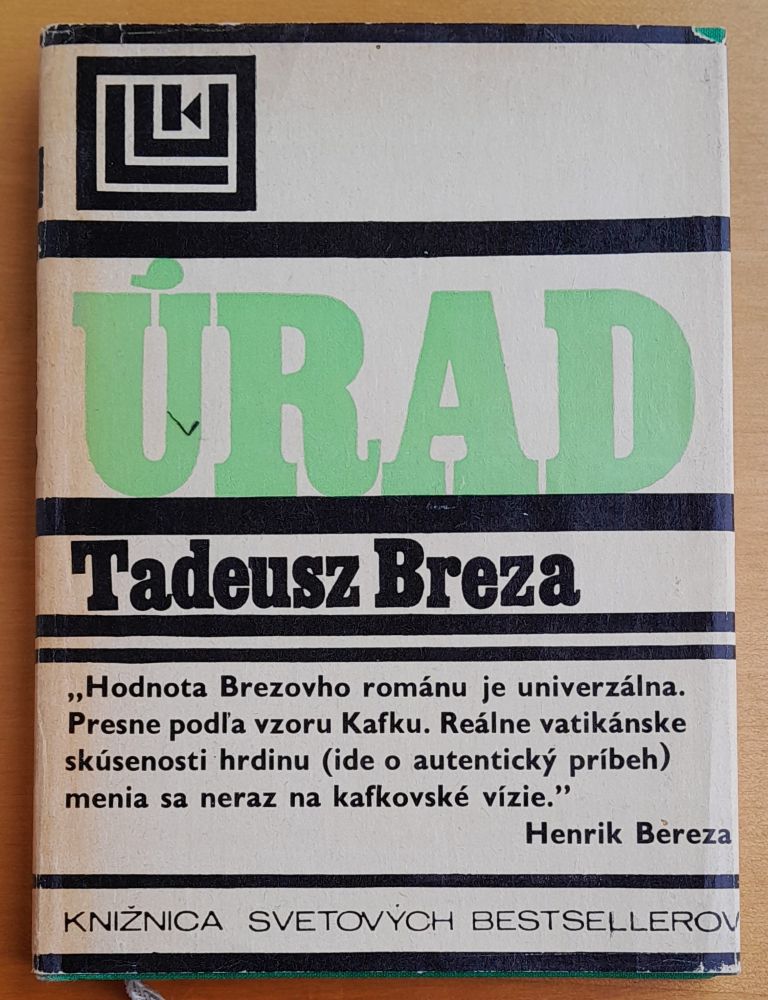 ÚRAD
Tadeusz Breza
„Hodnota Brezovho románu je univerzálna.
Presne podľa vzoru Kafku. Reálne vatikánske
skúsenosti hrdinu (ide o autentický príbeh)
menia sa neraz na kafkovské vízie.”
Henrik Bereza
KNIŽNICA SVETOVÝCH BESTSELLEROV